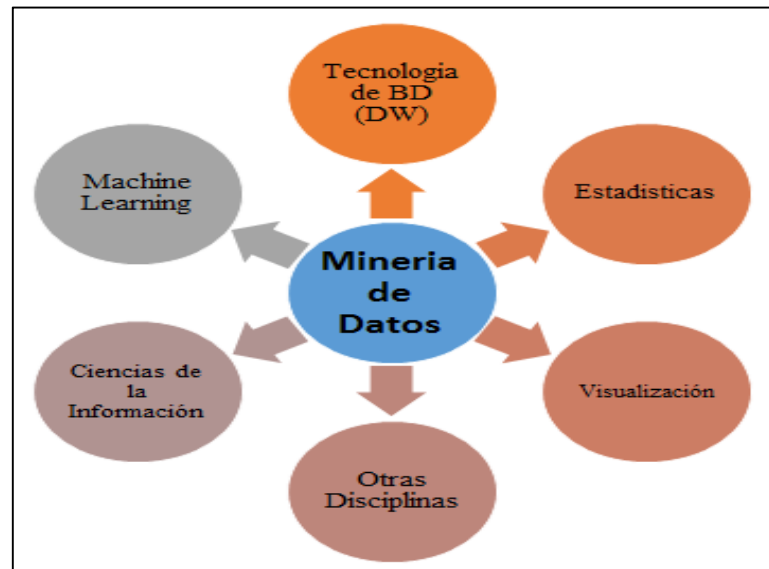 Tecnologia
de BD
(DW)
Machine
Learning
Estadisticas
Mineria
de
Datos
Ciencias de
la
Información
Visualización
Otras
Disciplinas